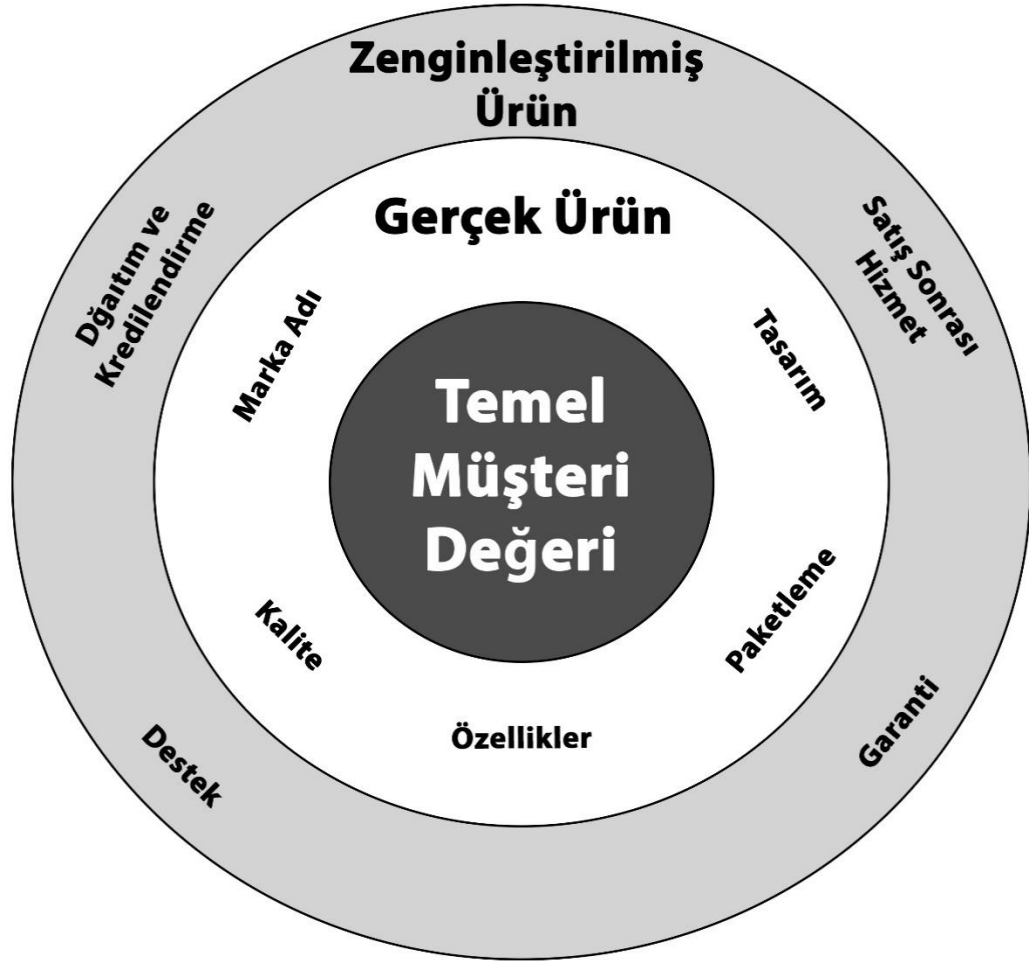 Zenginleştirilmiş
Ürün
Gerçek Ürün
Dğaıtım ve
Kredilendirme
Satış Sonrası
Hizmet
Marka Adı
Tasarım
Temel
Müşteri
Değeri
Kalite
Paketleme
Özellikler
Destek
Garanti